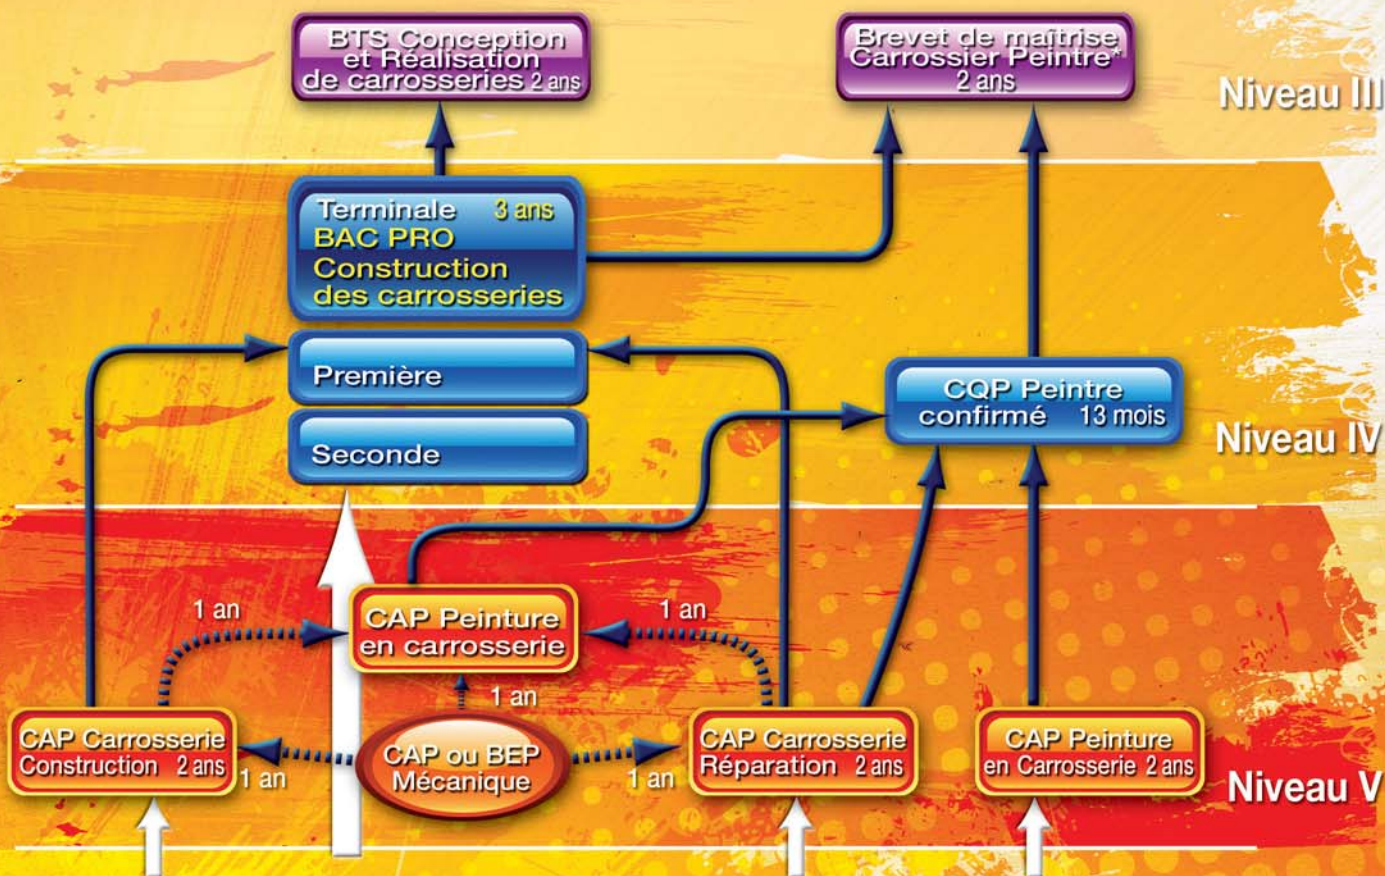 BTS Conception
et Réalisation
de carrosseries 2 ans
Brevet de maîtrise
Carrossier Peintre*
2 ans
Niveau III
Terminale 3 ans
BAC PRO
Construction
des carrosseries
Première
Seconde
CQP Peintre
confirmé 13 mois
Niveau IV
1 an
CAP Peinture
en carrosserie
1 an
1 an
CAP Carrosserie
Construction 2 ans
1 an
CAP ou BEP
Mécanique
1 an
CAP Carrosserie
Réparation 2 ans
CAP Peinture
en Carrosserie 2 ans
Niveau V